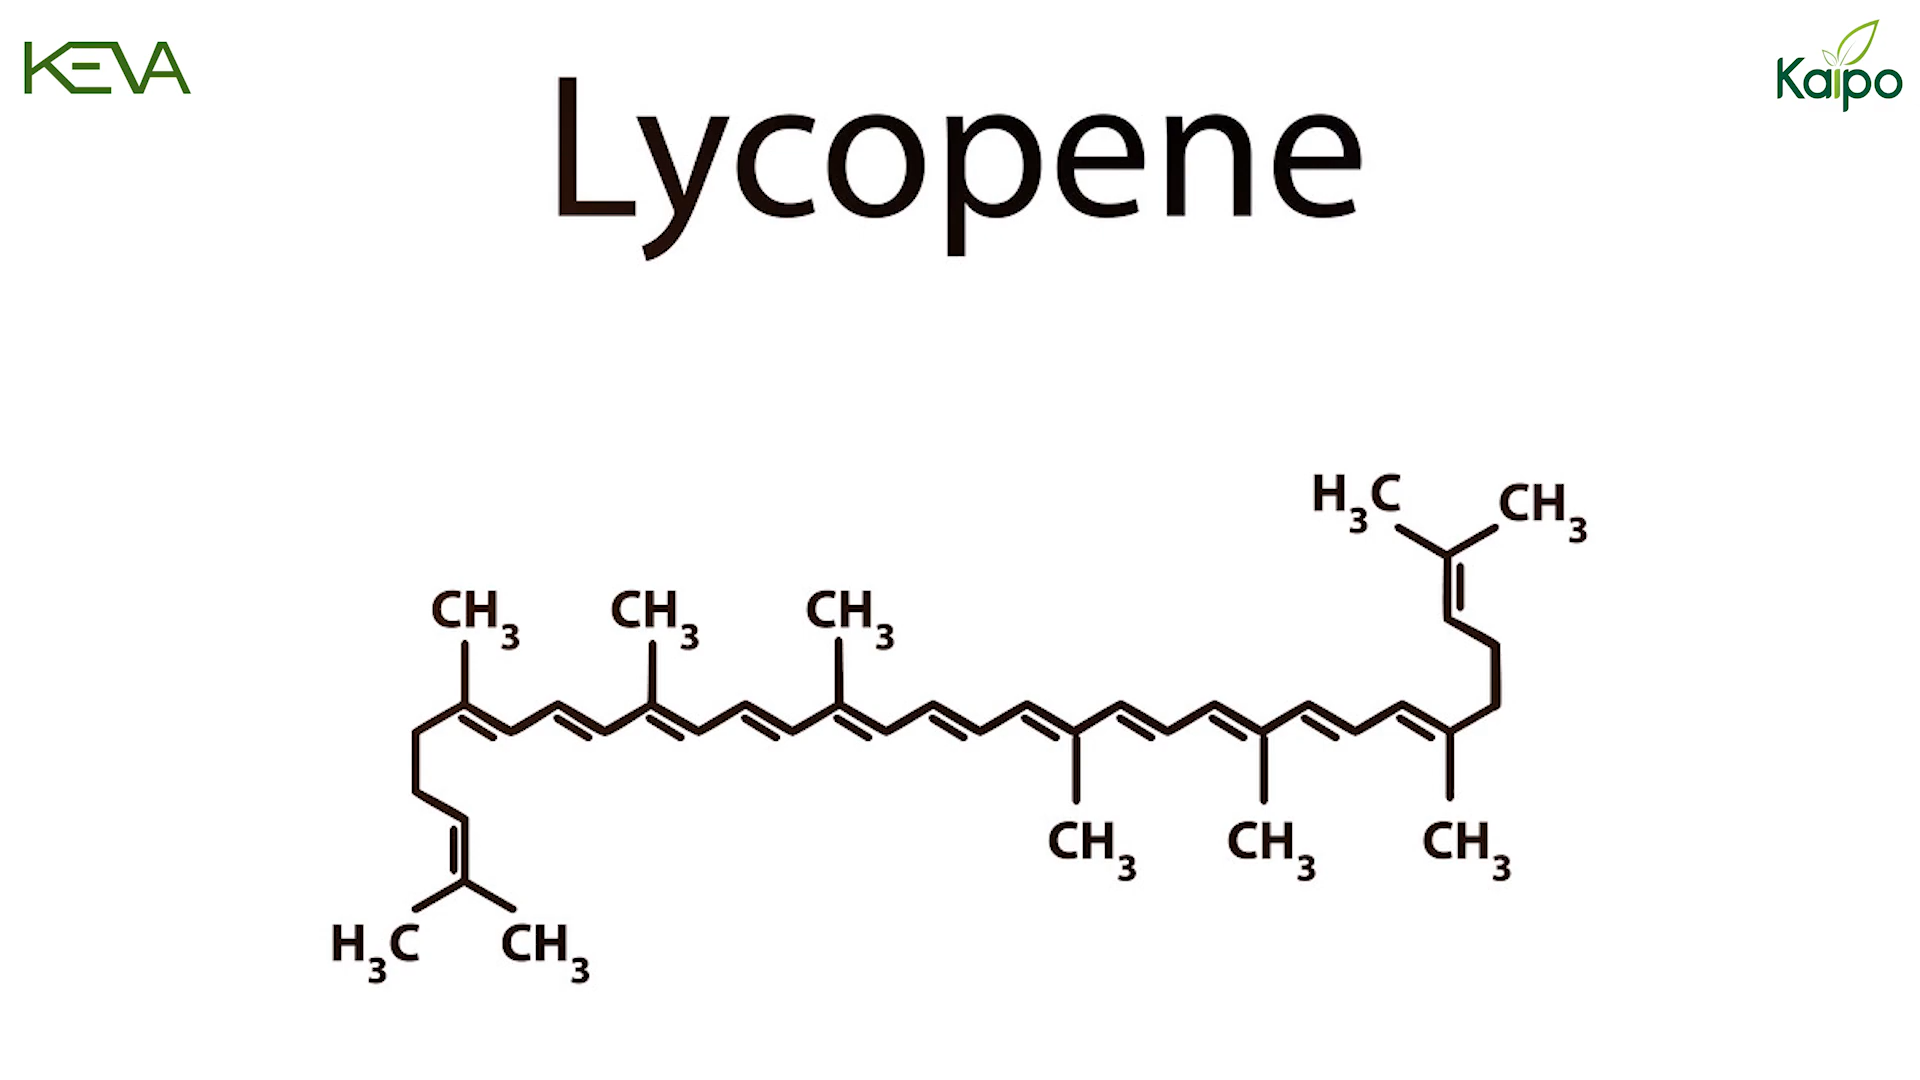 KEVA
Kaipo
Lycopene
H3C CH3
CH3 CH3 CH3
CH3 CH3 CH3
H3C CH3